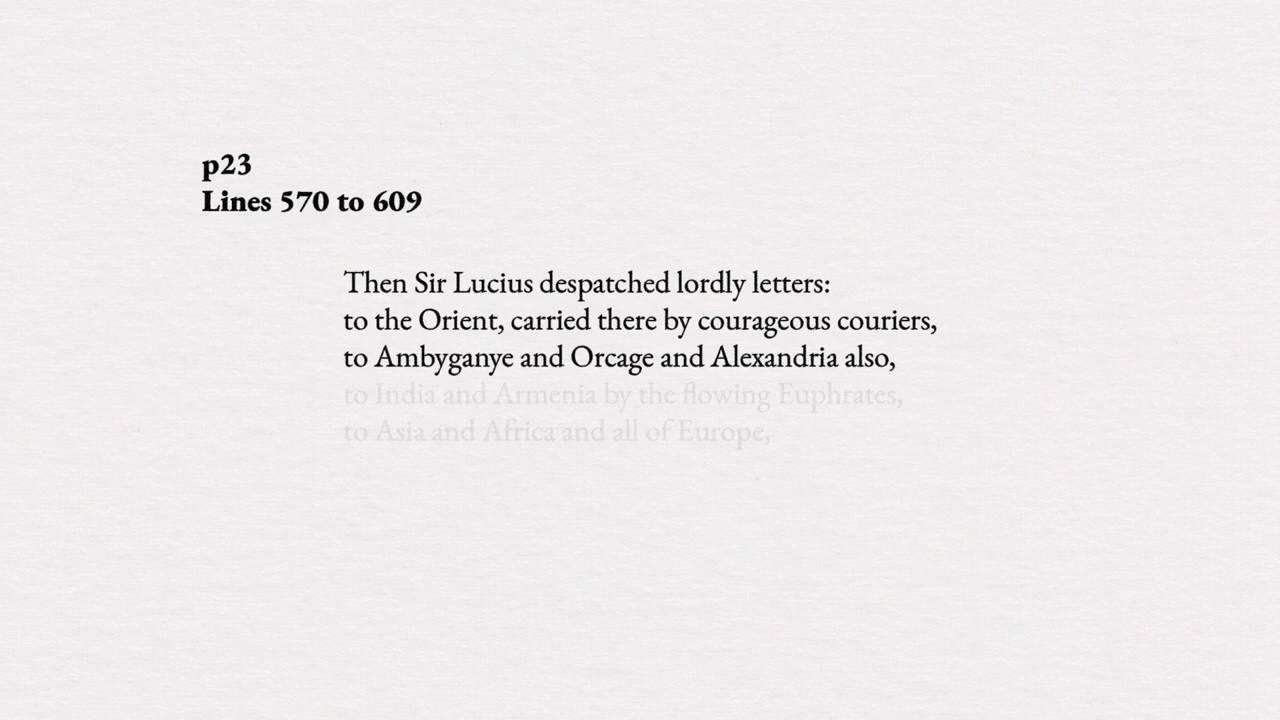 p23
Lines 570 to 609
Then Sir Lucius despatched lordly letters:
to the Orient, carried there by courageous couriers,
to Ambyganye and Orcage and Alexandria also,
to India and Armenia by the flowing Euphrates,
to Asia and Africa and all of Europe,